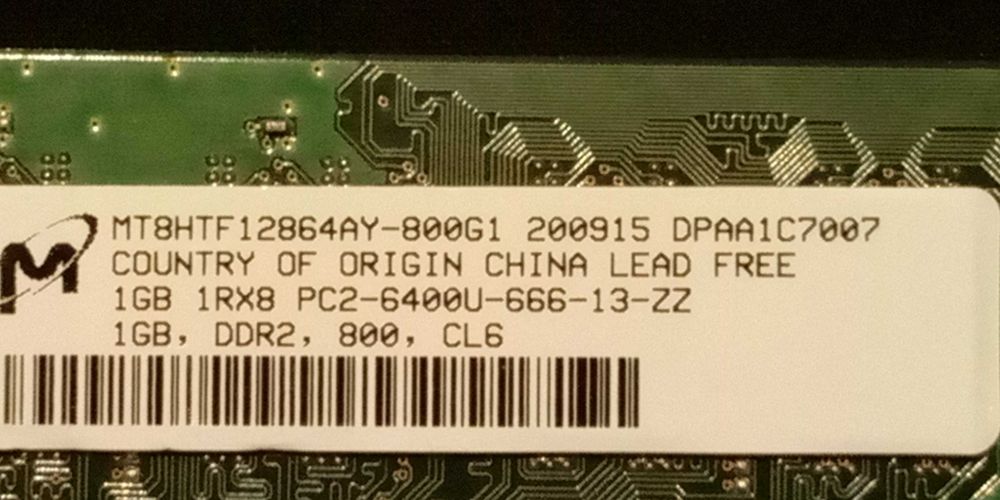 MT8HTF12864AY-800G1 200915 DPAA1C7007
COUNTRY OF ORIGIN CHINA LEAD FREE
1GB 1RX8 PC2-6400U-666-13-ZZ
1GB, DDR2, 800, CL6